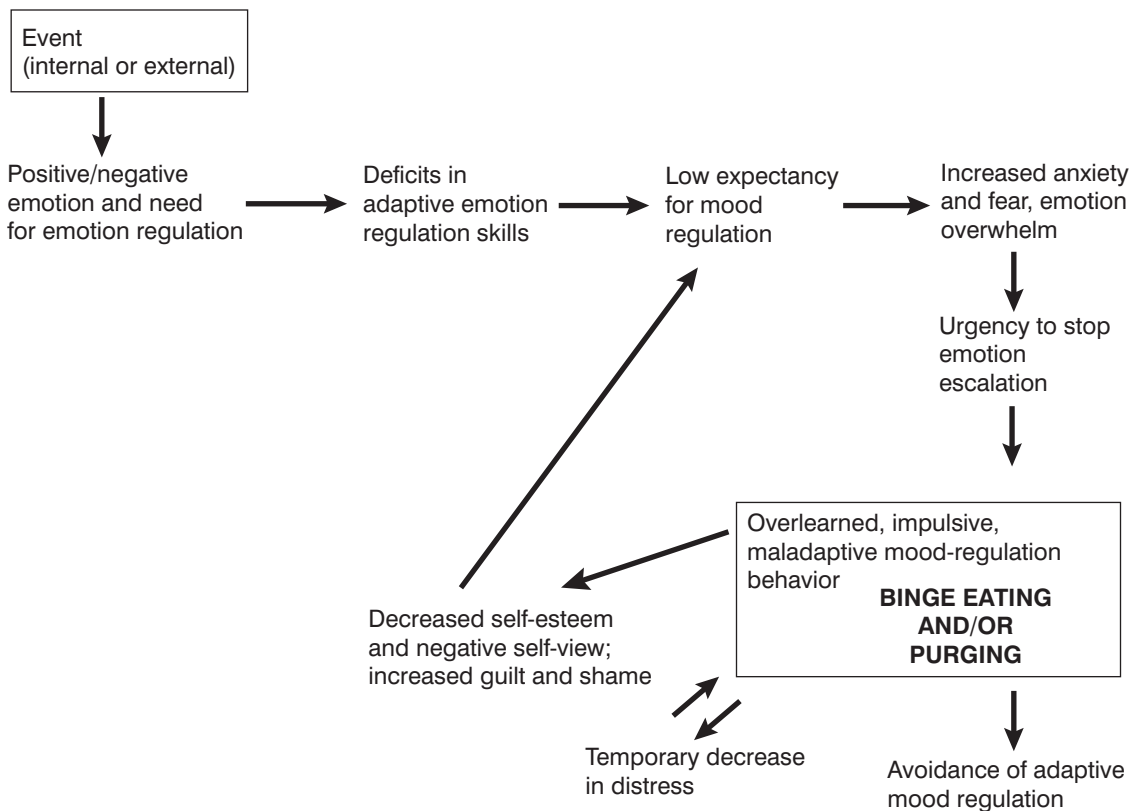 Event
(internal or external)
Positive/negative
emotion and need
for emotion regulation
Deficits in
adaptive emotion
regulation skills
Low expectancy
for mood
regulation
Increased anxiety
and fear, emotion
overwhelm
Urgency to stop
emotion
escalation
Overlearned, impulsive,
maladaptive mood-regulation
behavior
BINGE EATING
AND/OR
PURGING
Decreased self-esteem
and negative self-view;
increased guilt and shame
Temporary decrease
in distress
Avoidance of adaptive
mood regulation